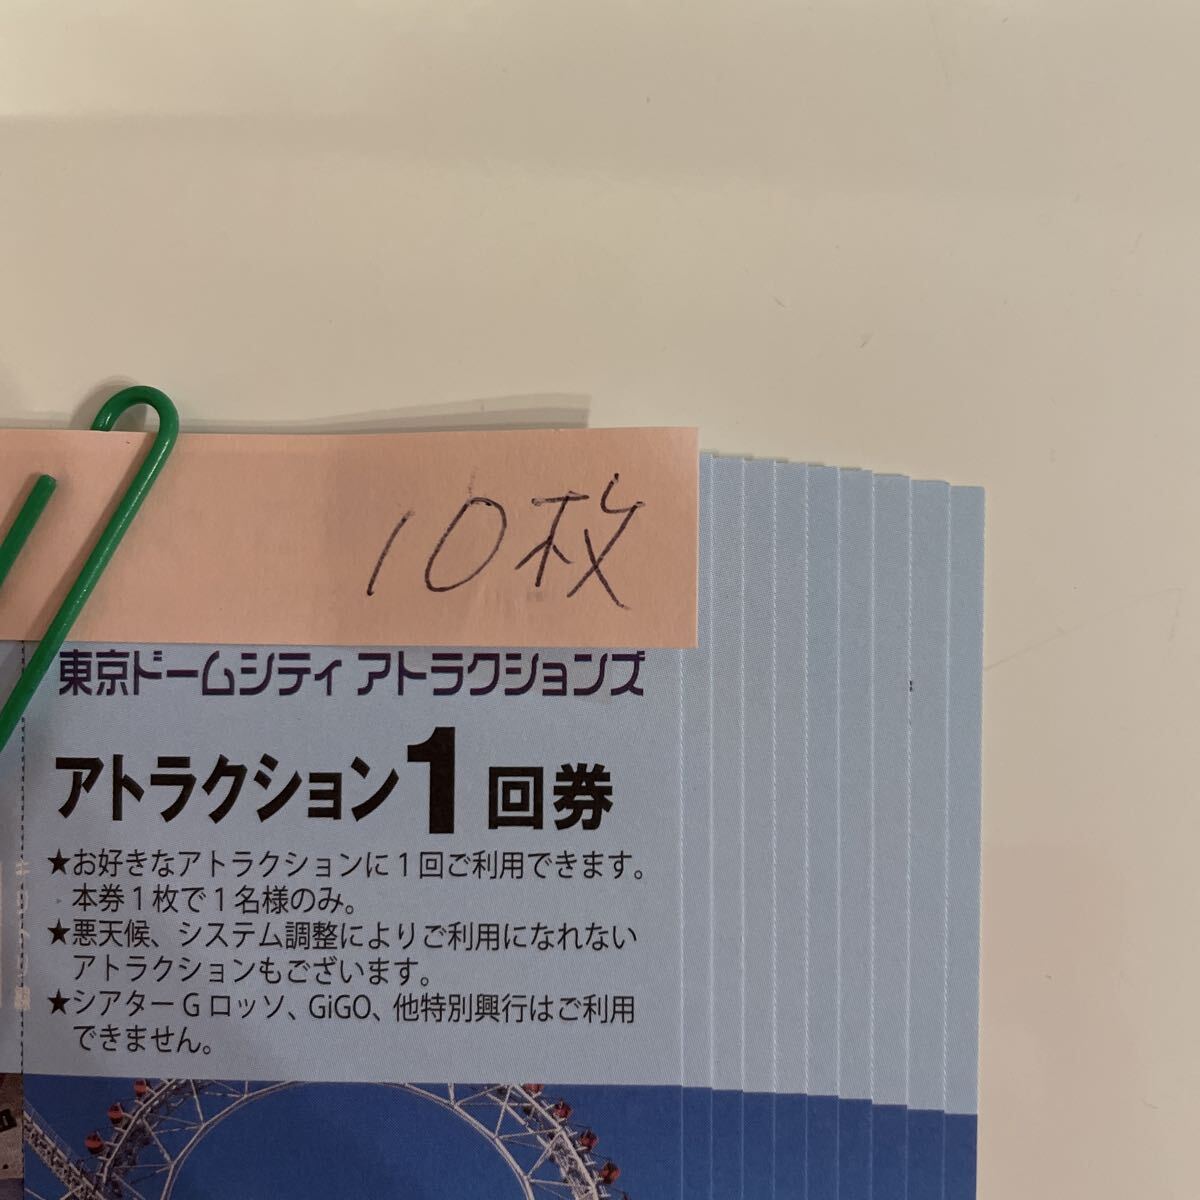 10枚
東京ドームシティ アトラクションズ
アトラクション1回券
★お好きなアトラクションに1回ご利用できます。
本券1枚で1名様のみ。
★悪天候、システム調整によりご利用になれない
アトラクションもございます。
★シアターGロッソ、GiGO、他特別興行はご利用
できません。